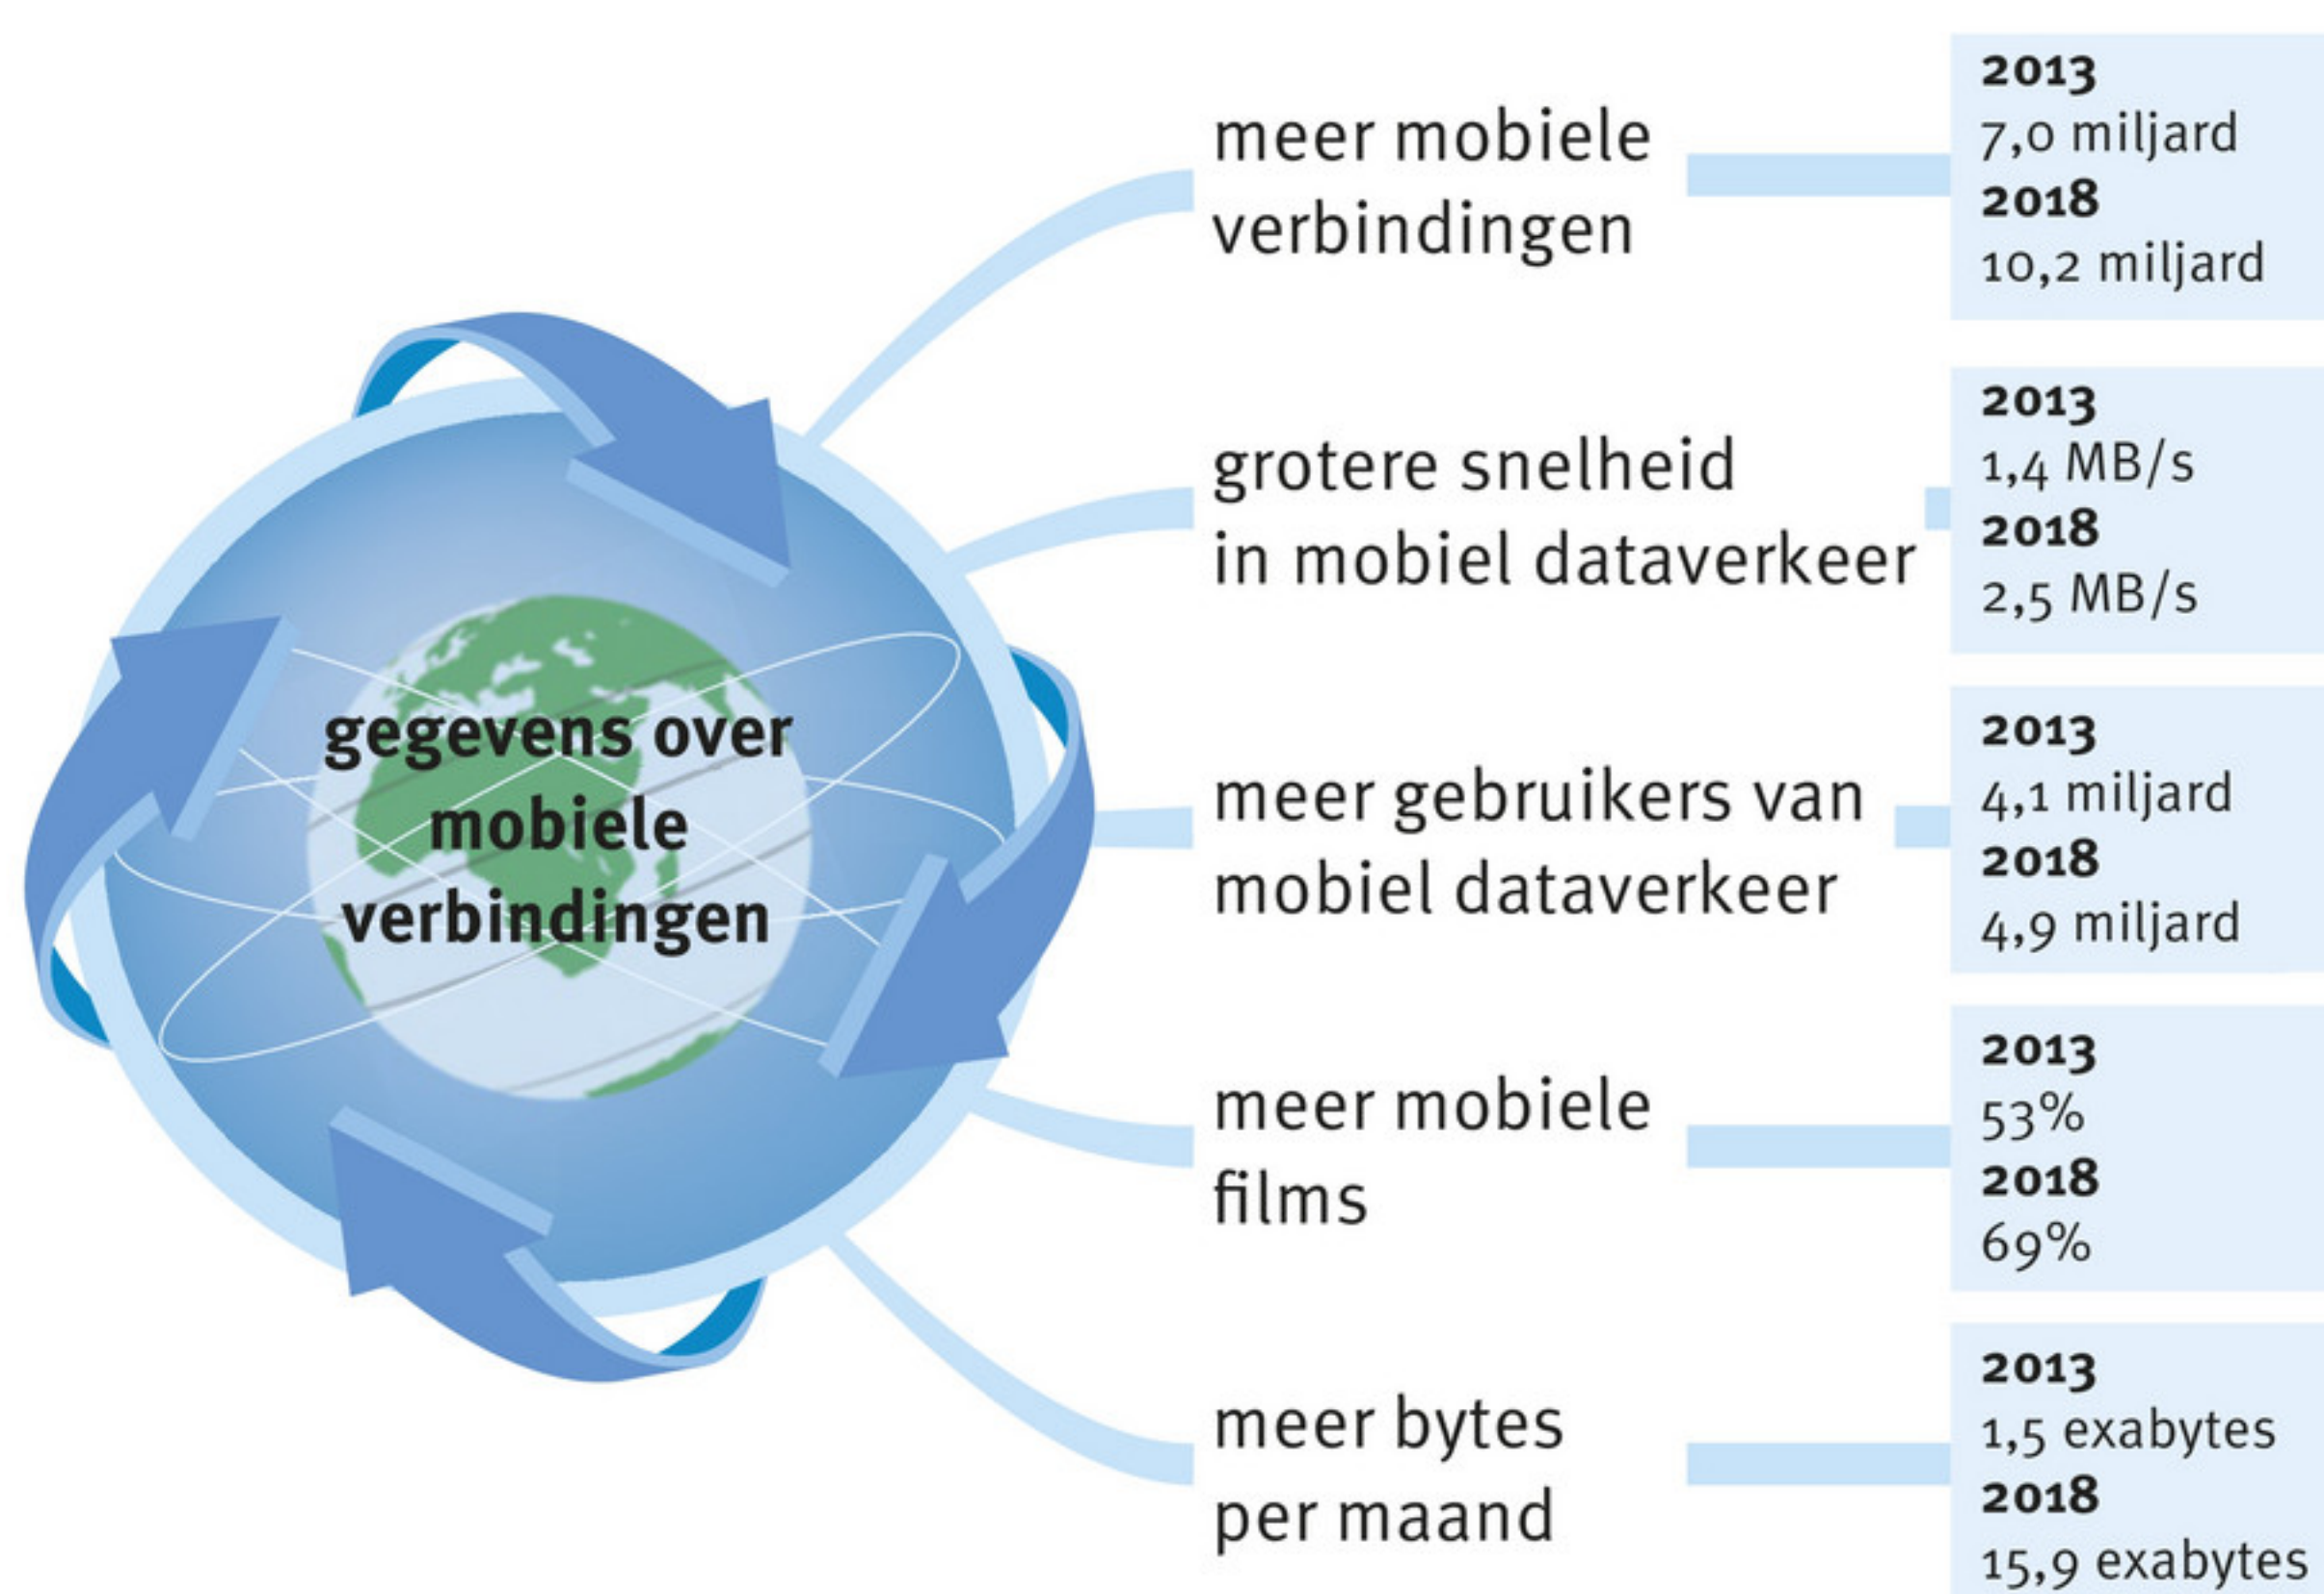 gegevens over
mobiele
verbindingen
meer mobiele
verbindingen
2013
7,0 miljard
2018
10,2 miljard
grotere snelheid
in mobiel dataverkeer
2013
1,4 MB/s
2018
2,5 MB/s
meer gebruikers van
mobiel dataverkeer
2013
4,1 miljard
2018
4,9 miljard
meer mobiele
films
2013
53%
2018
69%
meer bytes
per maand
2013
1,5 exabytes
2018
15,9 exabytes